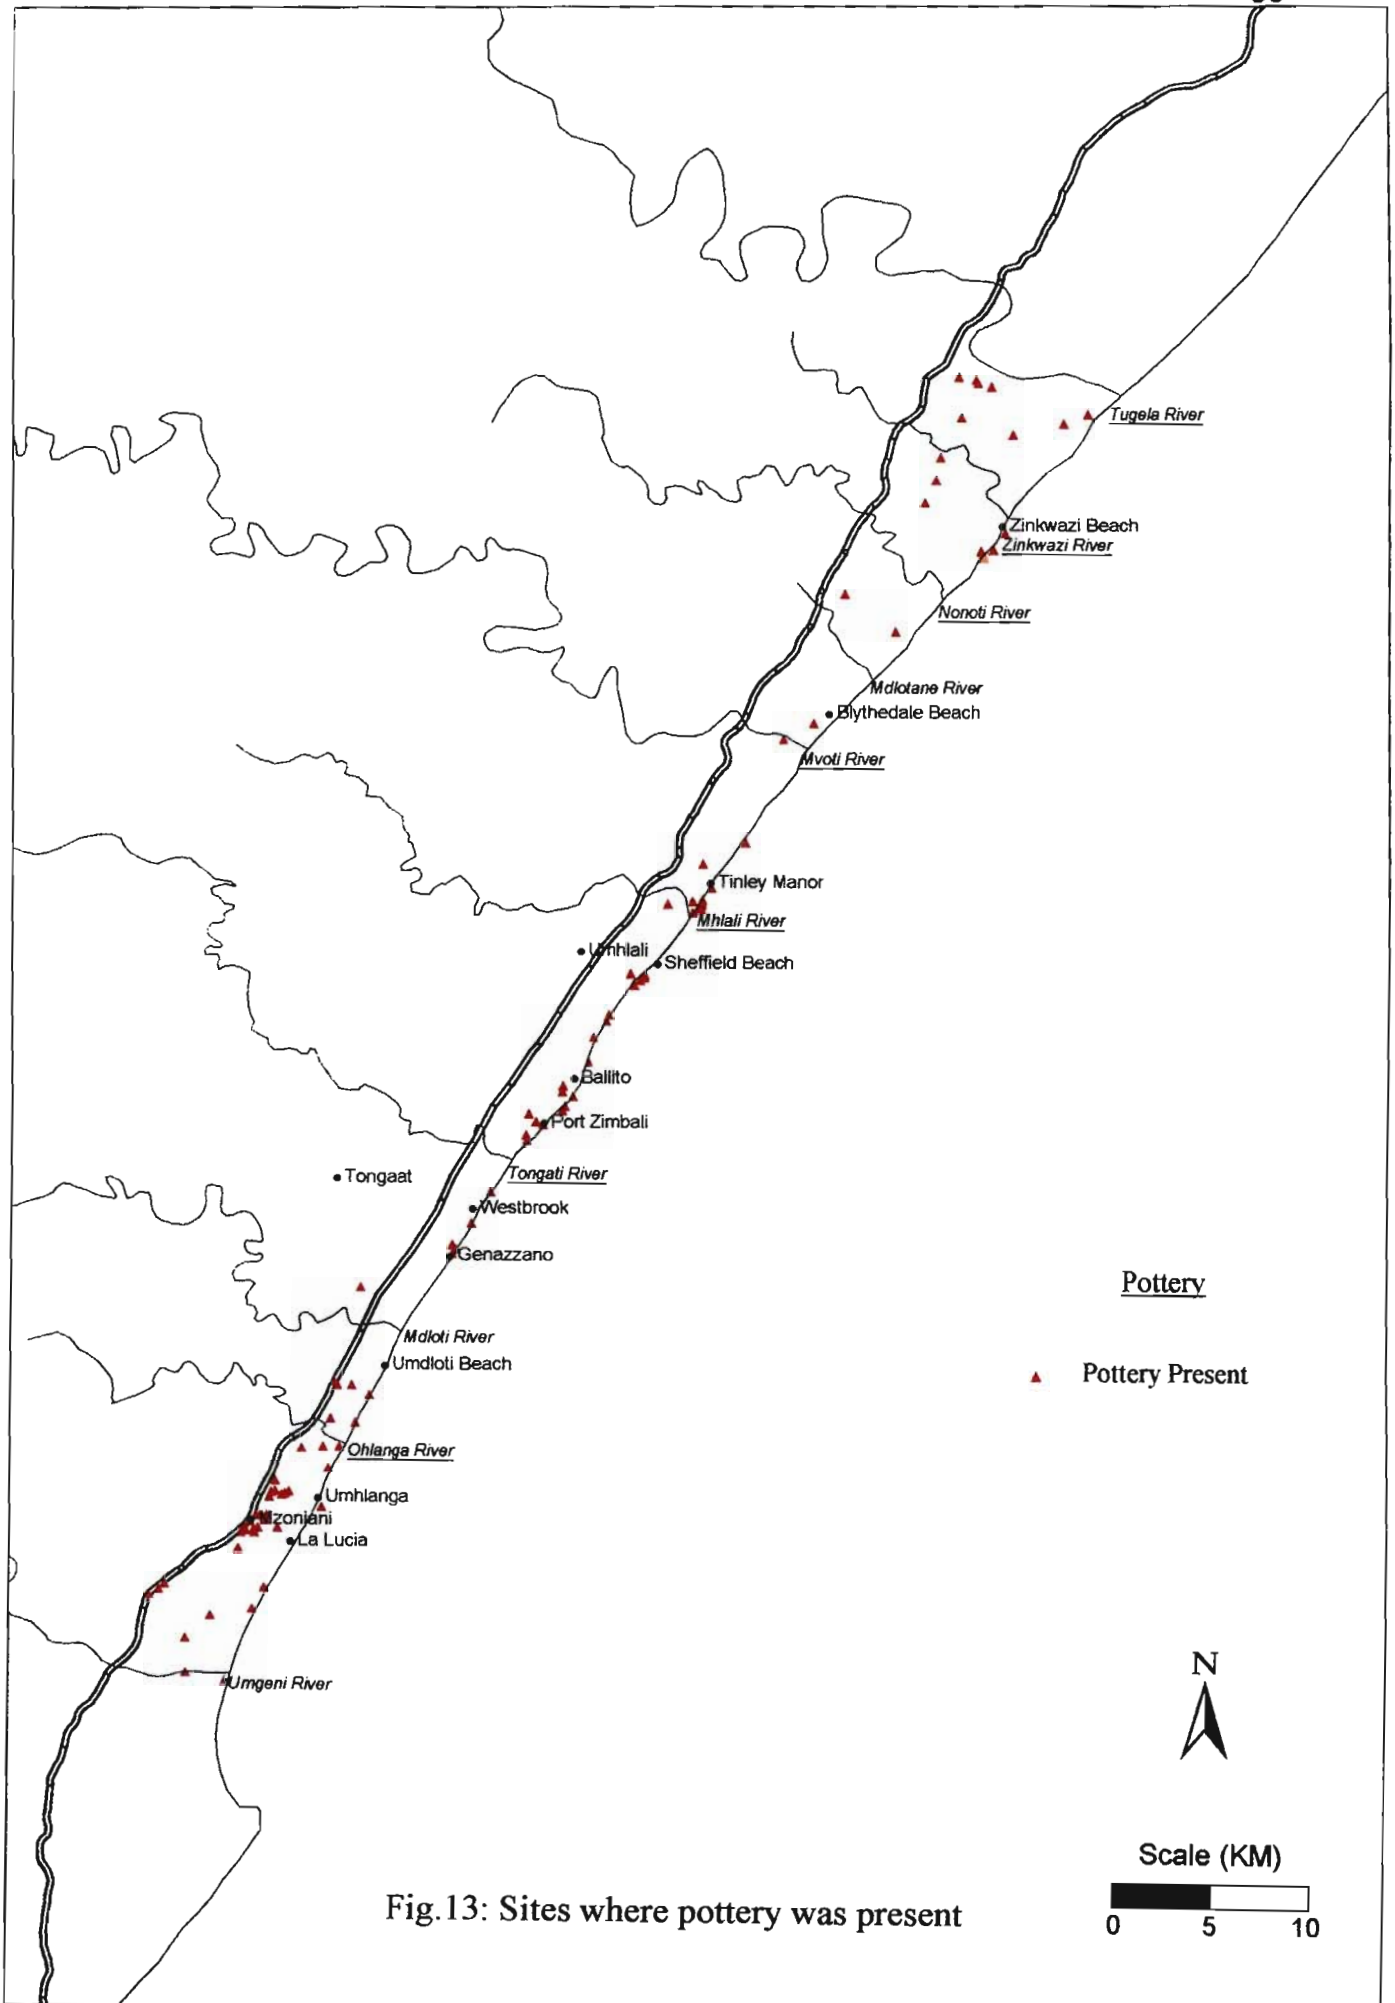 Tugela River
Zinkwazi Beach
Zinkwazi River
Nonoti River
Mdlotane River
Blythedale Beach
Mvoti River
Tinley Manor
Mhlali River
Umhlali
Sheffield Beach
Ballito
Port Zimbali
Tongati River
Tongaat
Westbrook
Genazzano
Pottery
Mdloti River
Umdloti Beach
Pottery Present
Ohlanga River
Umhlanga
Mzoniani
La Lucia
N
Umgeni River
Scale (KM)
Fig.13: Sites where pottery was present
0 5 10